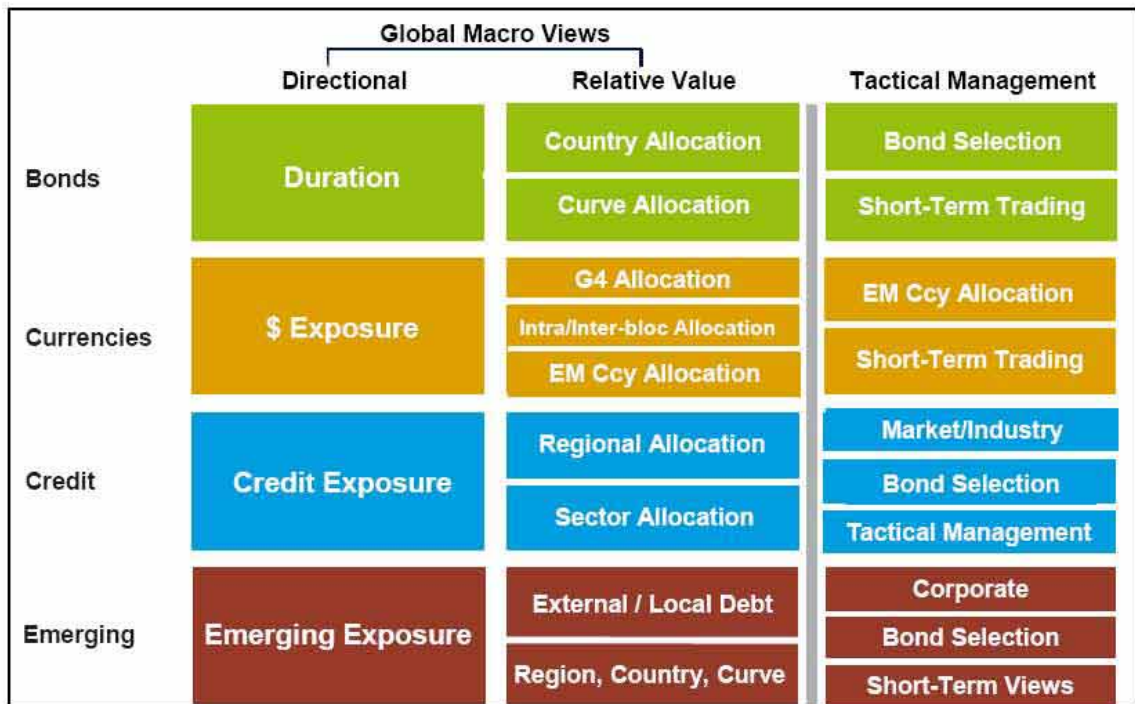 Global Macro Views
Directional
Relative Value
Tactical Management
Bonds
Duration
Country Allocation
Curve Allocation
Bond Selection
Short-Term Trading
Currencies
$ Exposure
G4 Allocation
Intra/Inter-bloc Allocation
EM Ccy Allocation
EM Ccy Allocation
Short-Term Trading
Credit
Credit Exposure
Regional Allocation
Sector Allocation
Market/Industry
Bond Selection
Tactical Management
Emerging
Emerging Exposure
External / Local Debt
Region, Country, Curve
Corporate
Bond Selection
Short-Term Views